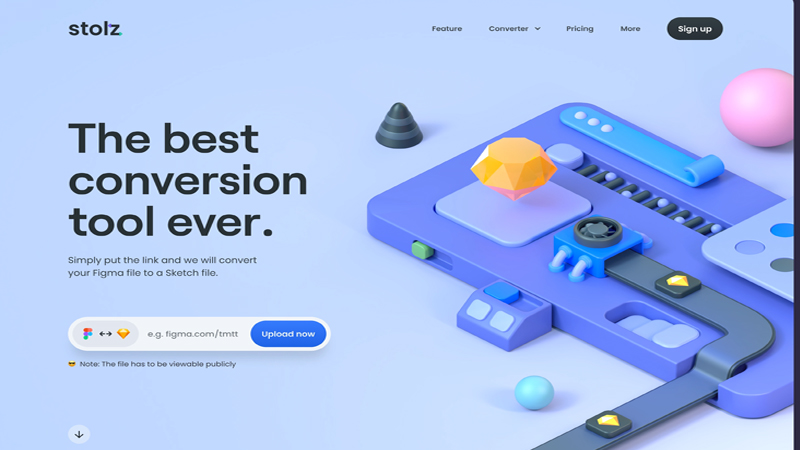 stolz
Feature
Converter
Pricing
More
Sign up
The best
conversion
tool ever.
Simply put the link and we will convert
your Figma file to a Sketch file.
e.g. figma.com/tmtt
Upload now
Note: The file has to be viewable publicly